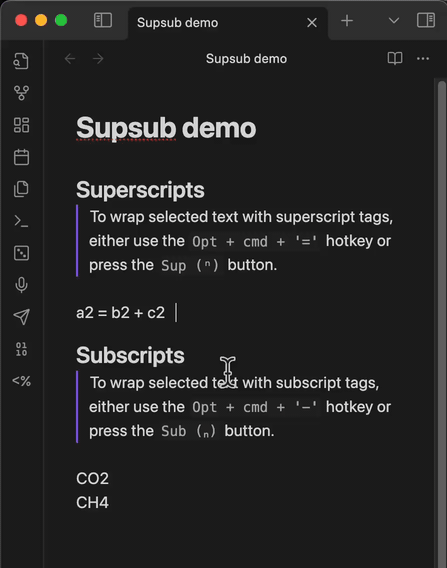 Supsub demo
Supsub demo
Supsub demo
Superscripts
To wrap selected text with superscript tags,
either use the Opt + cmd + '=' hotkey or
press the Sup (ⁿ) button.
a2 = b2 + c2
Subscripts
To wrap selected text with subscript tags,
either use the Opt + cmd + '-' hotkey or
press the Sub (ₙ) button.
CO2
CH4
01
10
<%